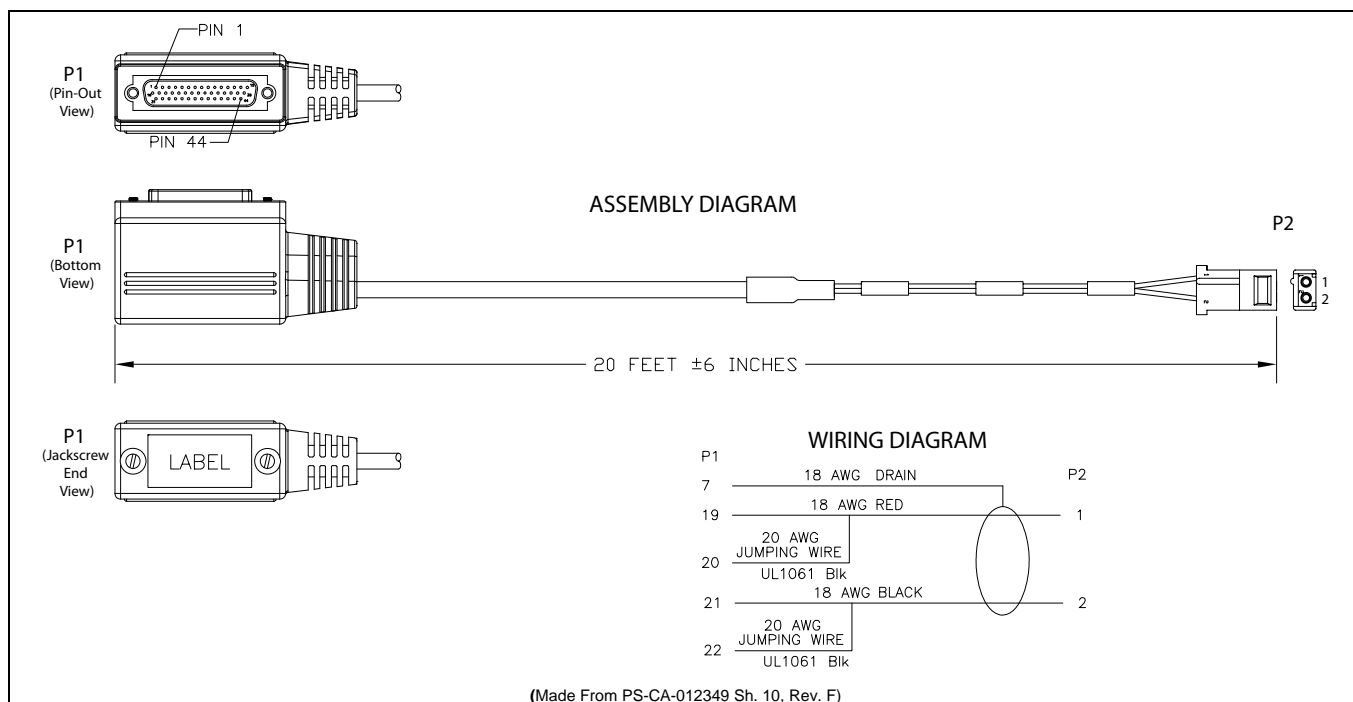 PIN 1
P1
(Pin-Out
View)
PIN 44
ASSEMBLY DIAGRAM
P1
(Bottom
View)
P2
1
2
1
2
20 FEET ±6 INCHES
P1
(Jackscrew
End
View)
LABEL
WIRING DIAGRAM
P1
P2
7
18 AWG DRAIN
19
18 AWG RED
1
20 AWG
JUMPING WIRE
20
UL1061 Blk
21
18 AWG BLACK
2
20 AWG
JUMPING WIRE
22
UL1061 Blk
(Made From PS-CA-012349 Sh. 10, Rev. F)